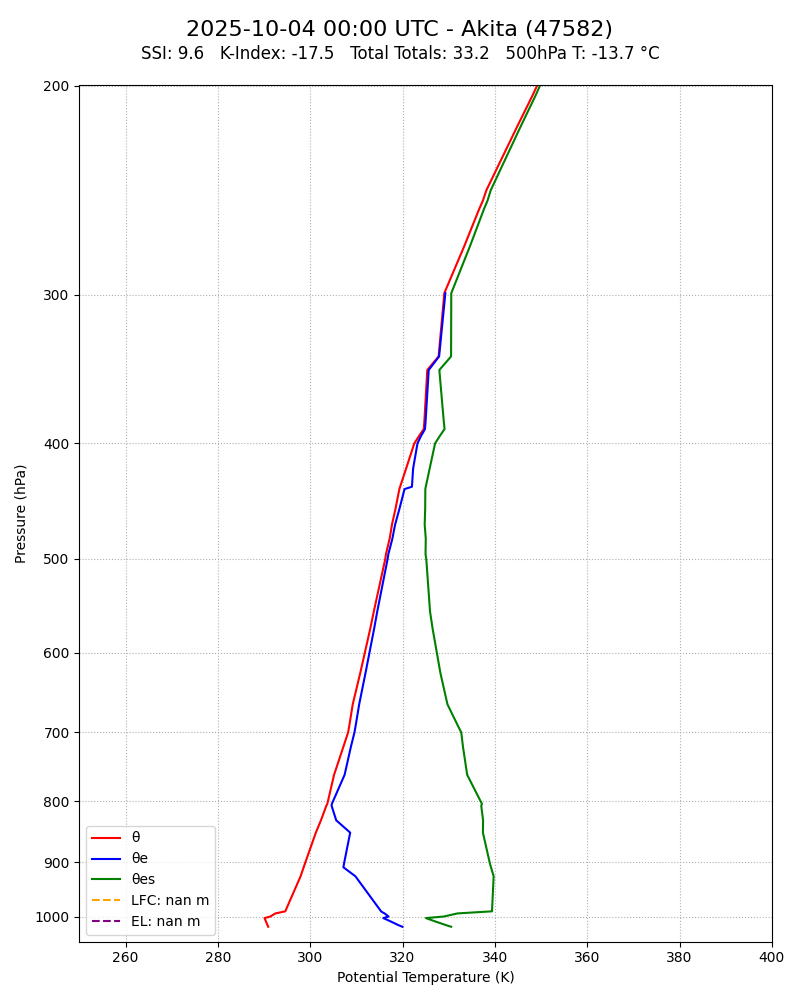 2025-10-04 00:00 UTC - Akita (47582)
SSI: 9.6 K-Index: -17.5 Total Totals: 33.2 500hPa T: -13.7 °C
200
300
400
500
600
700
800
900
1000
Pressure (hPa)
θ
θe
θes
LFC: nan m
EL: nan m
260 280 300 320 340 360 380 400
Potential Temperature (K)